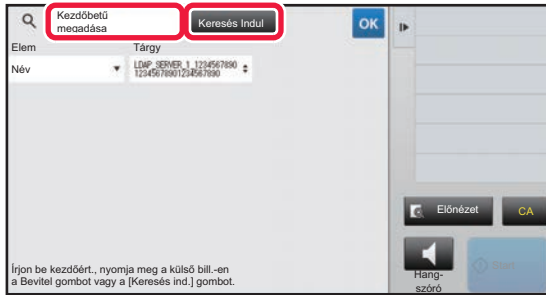 Kezdőbetű
megadása
Keresés Indul
OK
Elem
Tárgy
Név
LDAP_SERVER_1_1234567890
12345678901234567890
Előnézet
CA
Írjon be kezdőért., nyomja meg a külső bill.-en
a Bevitel gombot vagy a [Keresés ind.] gombot.
Hang-
szóró
Start